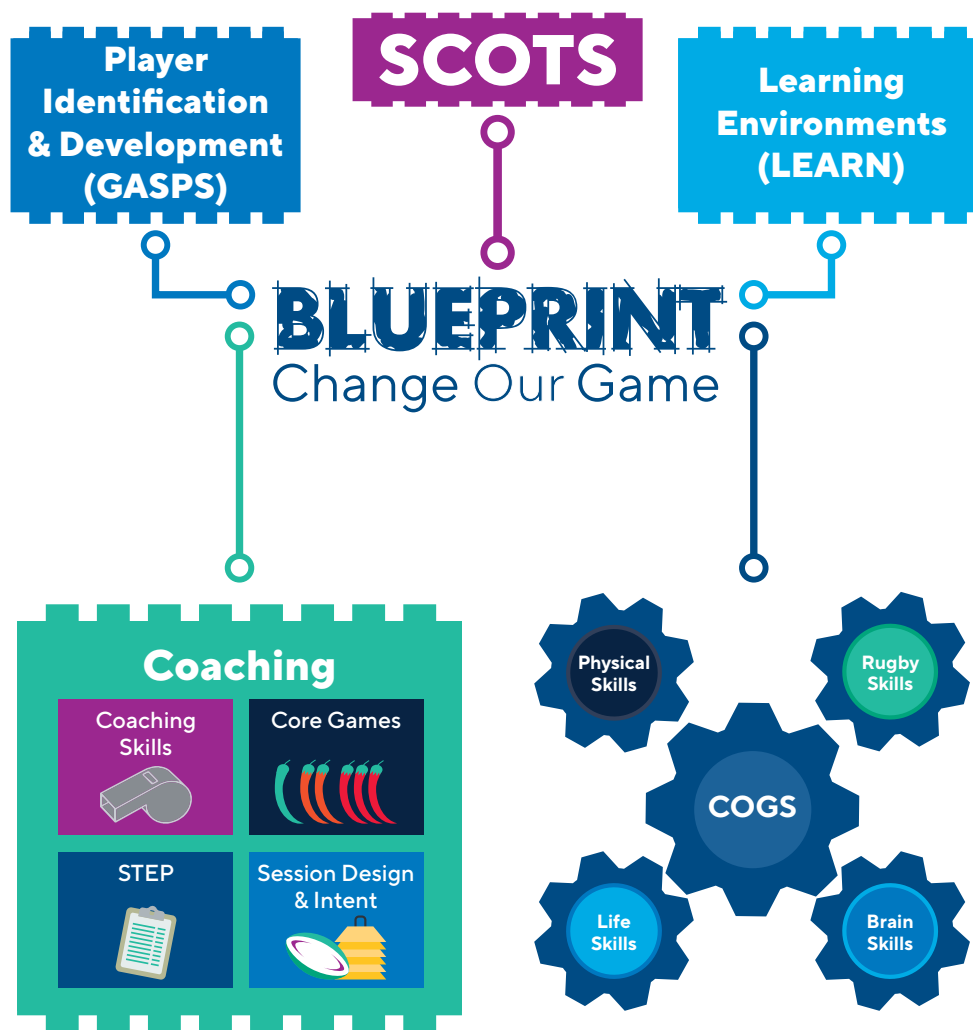 Player
Identification
& Development
(GASPS)
SCOTS
Learning
Environments
(LEARN)
BLUEPRINT
Change Our Game
Coaching
Coaching
Skills
Core Games
STEP
Session Design
& Intent
Physical
Skills
Rugby
Skills
COGS
Life
Skills
Brain
Skills